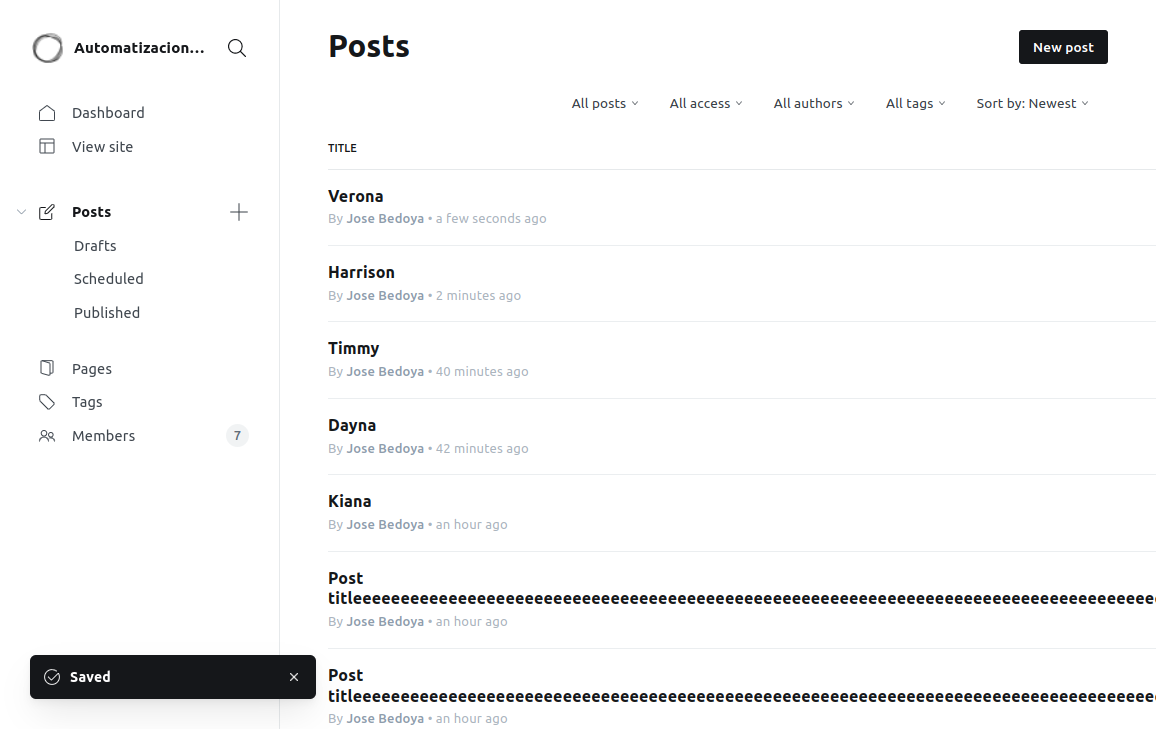 Automatizacion...
Dashboard
View site
Posts
Drafts
Scheduled
Published
Pages
Tags
Members 7
Saved
Posts
New post
All posts All access All authors All tags Sort by: Newest
TITLE
Verona
By Jose Bedoya • a few seconds ago
Harrison
By Jose Bedoya • 2 minutes ago
Timmy
By Jose Bedoya • 40 minutes ago
Dayna
By Jose Bedoya • 42 minutes ago
Kiana
By Jose Bedoya • an hour ago
Post
titleeeeeeeeeeeeeeeeeeeeeeeeeeeeeeeeeeeeeeeeeeeeeeeeeeeeeeeeeeeeeeeeeeeeeeeeeeeeeeeeeeee
By Jose Bedoya • an hour ago
Post
titleeeeeeeeeeeeeeeeeeeeeeeeeeeeeeeeeeeeeeeeeeeeeeeeeeeeeeeeeeeeeeeeeeeeeeeeeeeeeeeeeeee
By Jose Bedoya • an hour ago